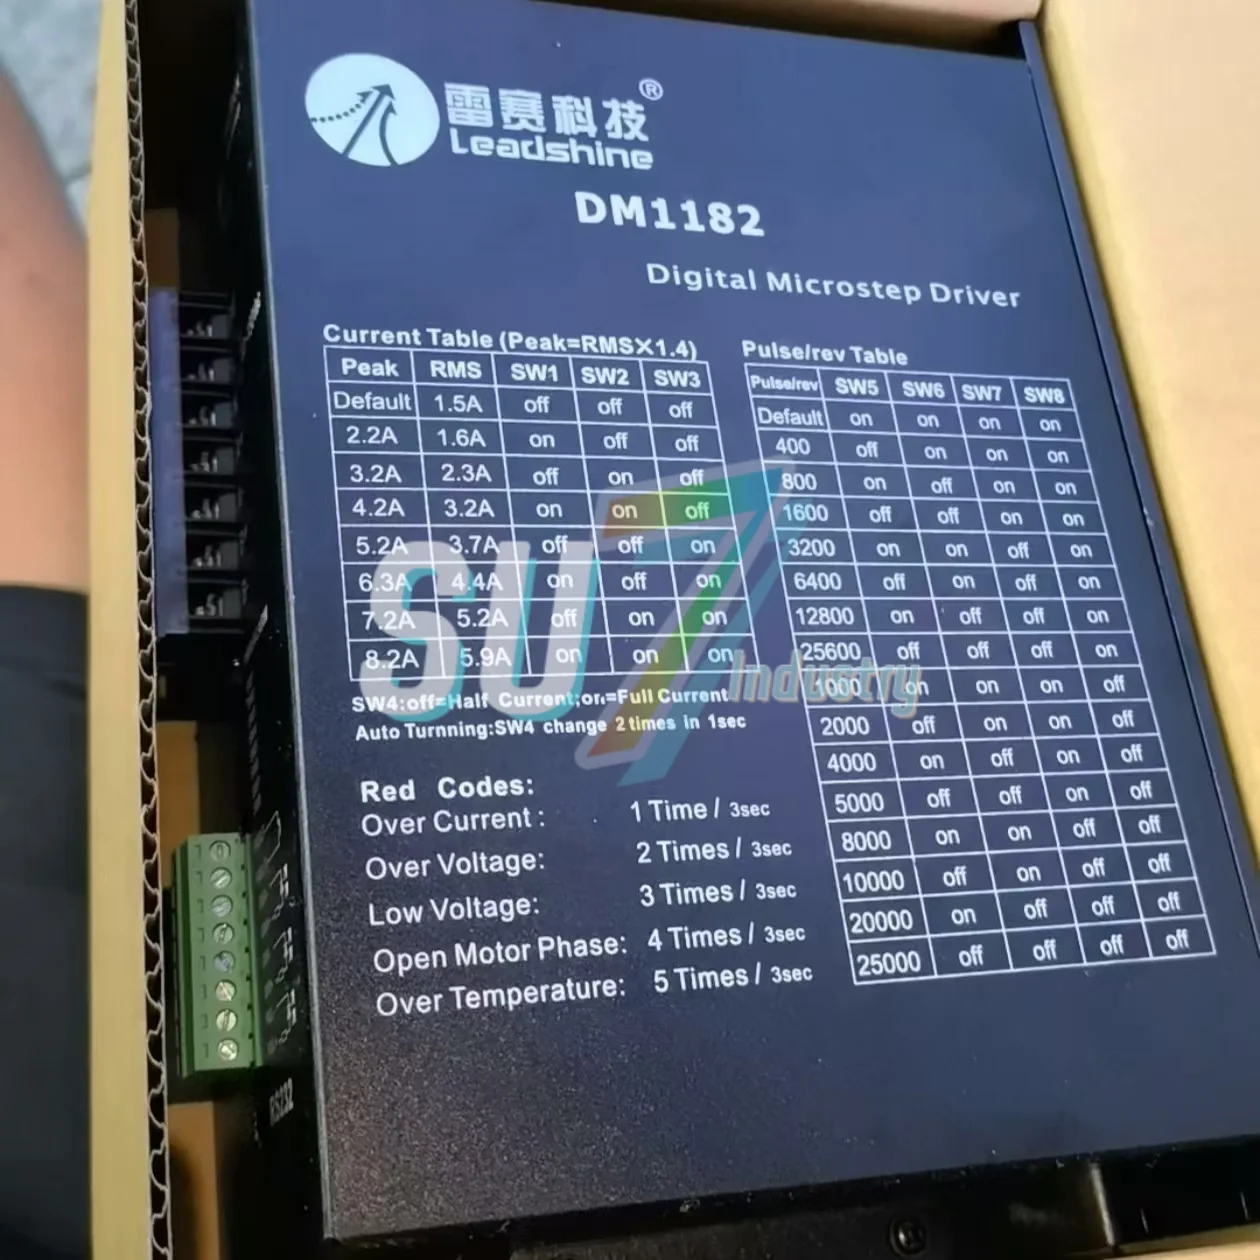 雷赛科技®
Leadshine
DM1182
Digital Microstep Driver
Current Table (Peak=RMSX1.4)
Peak RMS SW1 SW2 SW3
Default 1.5A off off off
2.2A 1.6A on off off
3.2A 2.3A off on off
4.2A 3.2A on on off
5.2A 3.7A off off on
6.3A 4.4A on off on
7.2A 5.2A off on on
8.2A 5.9A on on on
SW4:off=Half Current;on=Full Current
Auto Turnning:SW4 change 2 times in 1sec
Red Codes:
Over Current : 1 Time / 3sec
Over Voltage: 2 Times / 3sec
Low Voltage: 3 Times / 3sec
Open Motor Phase: 4 Times / 3sec
Over Temperature: 5 Times / 3sec
Pulse/rev Table
Pulse/rev SW5 SW6 SW7 SW8
Default on on on on
400 off on on on
800 on off on on
1600 off off on on
3200 on on off on
6400 off on off on
12800 on off off on
25600 off off off on
1000 on on on off
2000 off on on off
4000 on off on off
5000 off off on off
8000 on on off off
10000 off on off off
20000 on off off off
25000 off off off off
SU7
Industry
RS232